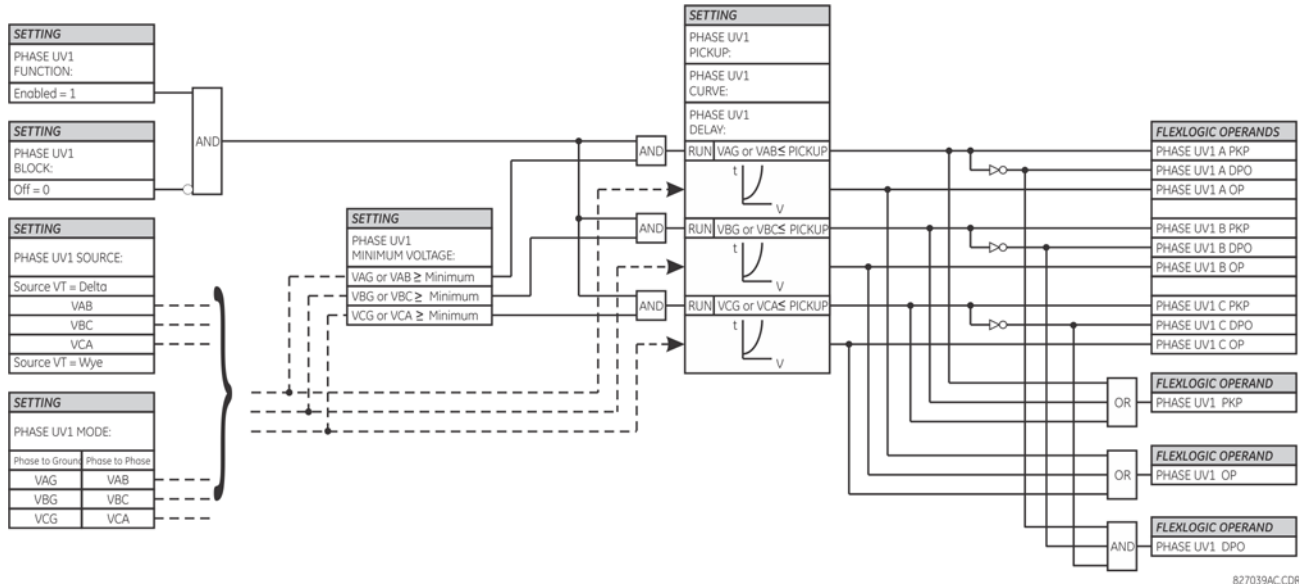 SETTING
PHASE UV1
FUNCTION:
Enabled = 1
SETTING
PHASE UV1
BLOCK:
Off = 0
AND
SETTING
PHASE UV1 SOURCE:
Source VT = Delta
VAB
VBC
VCA
Source VT = Wye
SETTING
PHASE UV1 MODE:
Phase to Ground Phase to Phase
VAG VAB
VBG VBC
VCG VCA
SETTING
PHASE UV1
MINIMUM VOLTAGE:
VAG or VAB ≥ Minimum
VBG or VBC ≥ Minimum
VCG or VCA ≥ Minimum
AND
AND
AND
SETTING
PHASE UV1
PICKUP:
PHASE UV1
CURVE:
PHASE UV1
DELAY:
RUN VAG or VAB≤ PICKUP
t
V
RUN VBG or VBC≤ PICKUP
t
V
RUN VCG or VCA≤ PICKUP
t
V
FLEXLOGIC OPERANDS
PHASE UV1 A PKP
PHASE UV1 A DPO
PHASE UV1 A OP
PHASE UV1 B PKP
PHASE UV1 B DPO
PHASE UV1 B OP
PHASE UV1 C PKP
PHASE UV1 C DPO
PHASE UV1 C OP
OR
FLEXLOGIC OPERAND
PHASE UV1 PKP
OR
FLEXLOGIC OPERAND
PHASE UV1 OP
AND
FLEXLOGIC OPERAND
PHASE UV1 DPO
827039AC.CDR